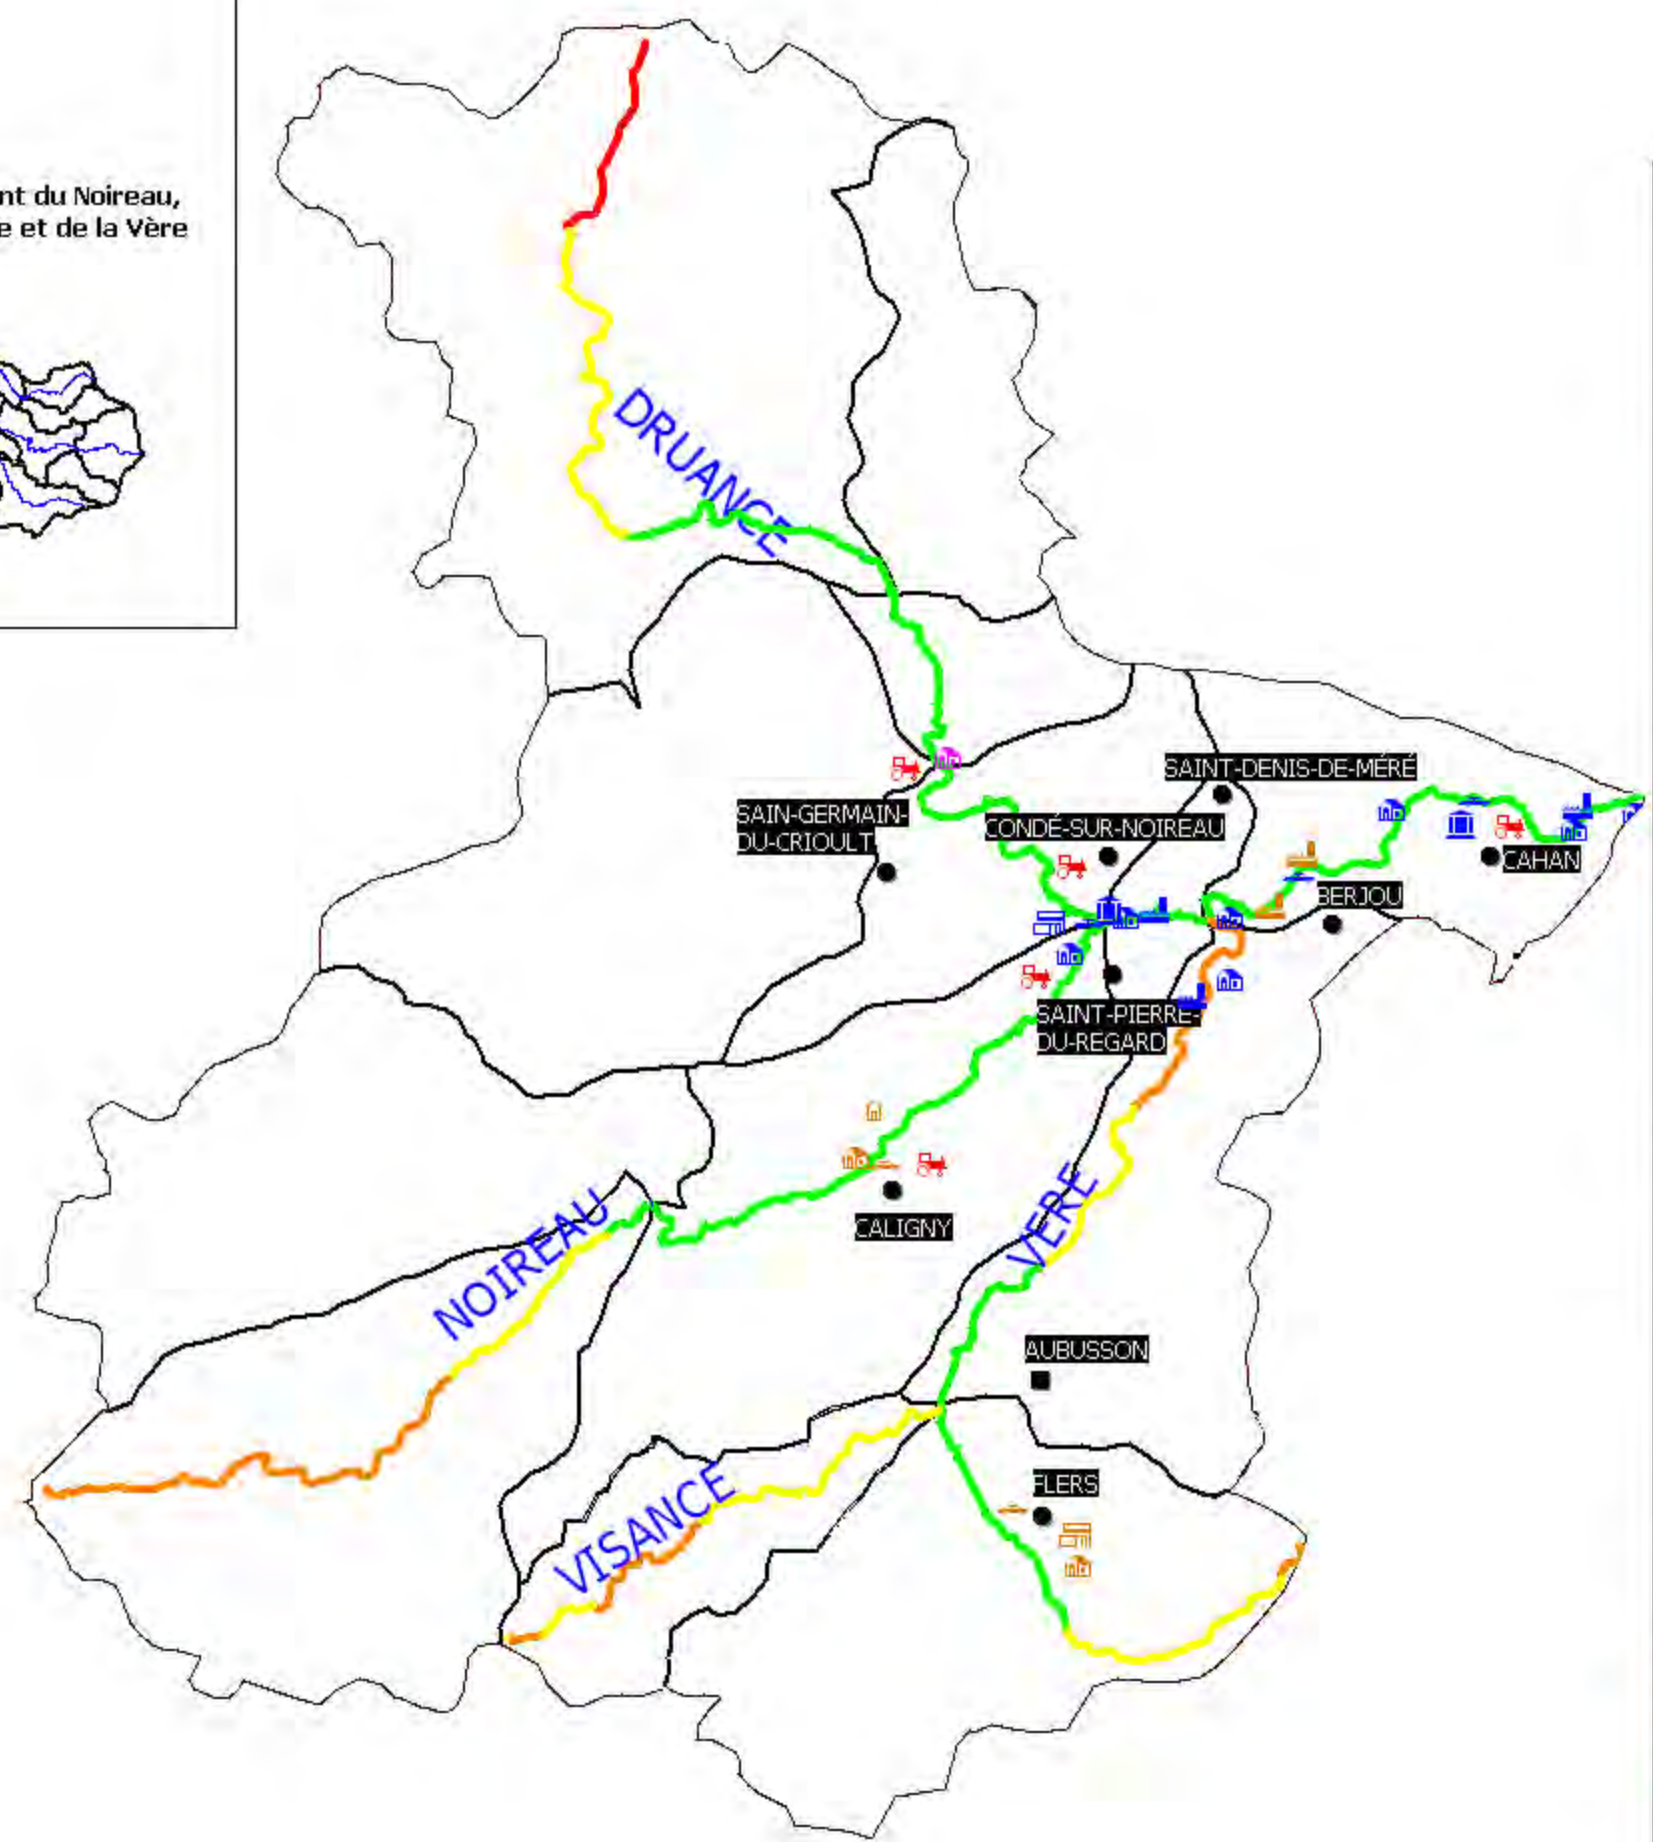 nt du Noireau,
e et de la Vère
DRUANCE
SAINT-DENIS-DE-MÉRÉ
SAIN-GERMAIN-
DU-CRIOULT
CONDÉ-SUR-NOIREAU
CAHAN
BERJOU
SAINT-PIERRE-
DU-REGARD
CALIGNY
NOIREAU
VERE
AUBUSSON
FLERS
VISANCE